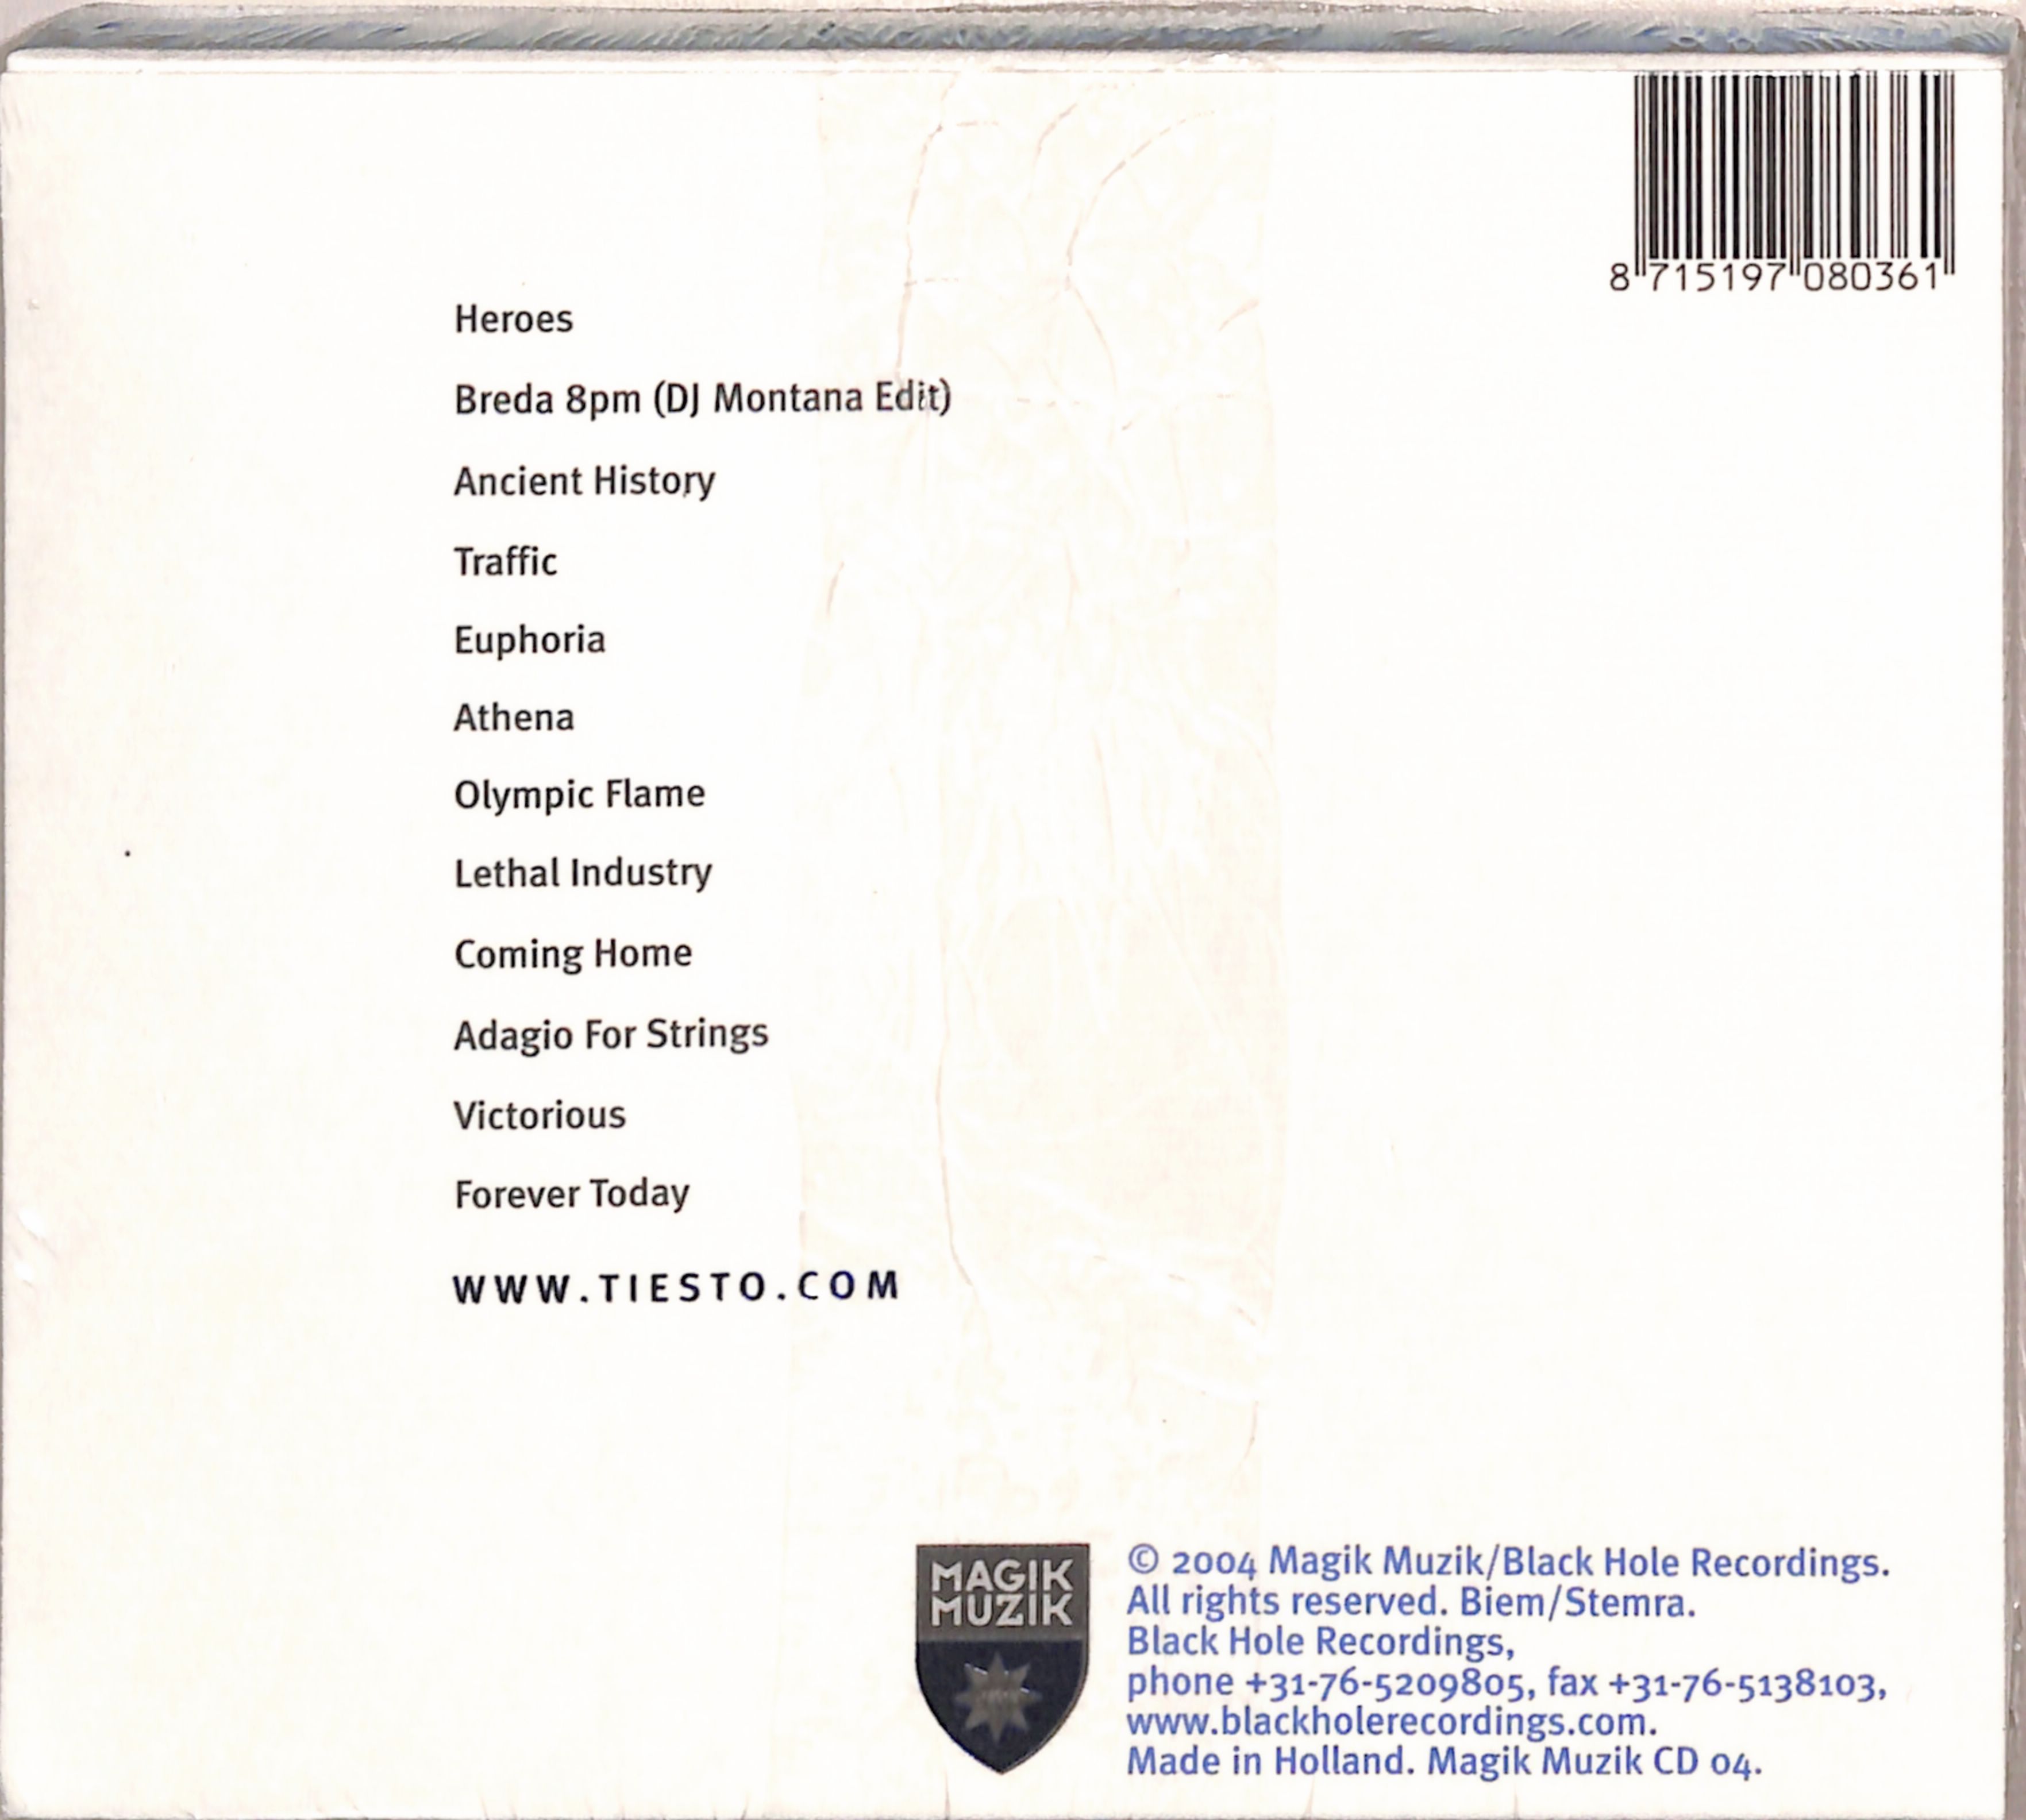 8 715197 080361
Heroes
Breda 8pm (DJ Montana Edit)
Ancient History
Traffic
Euphoria
Athena
Olympic Flame
Lethal Industry
Coming Home
Adagio For Strings
Victorious
Forever Today
WWW.TIESTO.COM
MAGIK
MUZIK
© 2004 Magik Muzik/Black Hole Recordings.
All rights reserved. Biem/Stemra.
Black Hole Recordings,
phone +31-76-5209805, fax +31-76-5138103,
www.blackholerecordings.com.
Made in Holland. Magik Muzik CD 04.